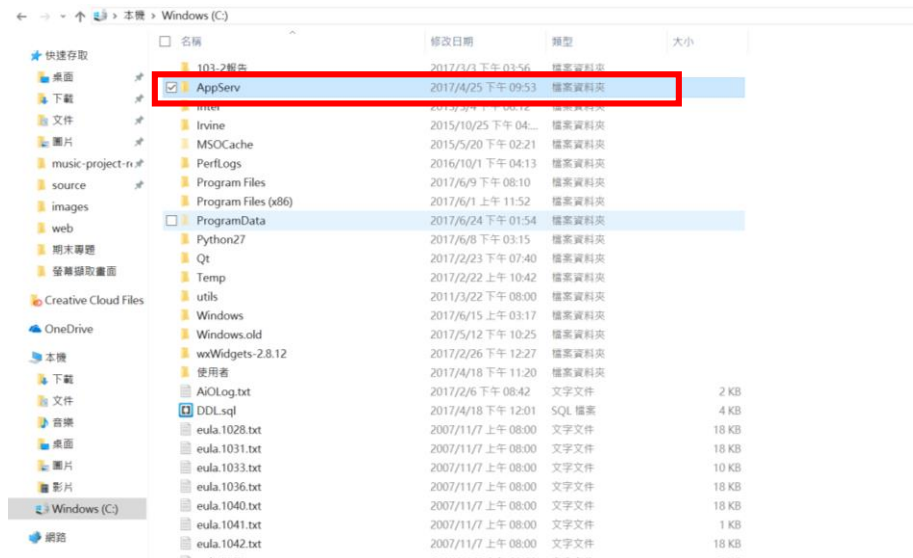 本機 › Windows (C:)
名稱 修改日期 類型 大小
快速存取
桌面
下載
文件
圖片
music-project-re
source
images
web
期末專題
螢幕擷取畫面
Creative Cloud Files
OneDrive
本機
下載
文件
音樂
桌面
圖片
影片
Windows (C:)
網路
103-2報告 2017/3/3 下午 03:56 檔案資料夾
AppServ 2017/4/25 下午 09:53 檔案資料夾
Intel 檔案資料夾
Irvine 2015/10/25 下午 04:... 檔案資料夾
MSOCache 2015/5/20 下午 02:21 檔案資料夾
PerfLogs 2016/10/1 下午 04:13 檔案資料夾
Program Files 2017/6/9 下午 08:10 檔案資料夾
Program Files (x86) 2017/6/1 上午 11:52 檔案資料夾
ProgramData 2017/6/24 下午 01:54 檔案資料夾
Python27 2017/6/8 下午 03:15 檔案資料夾
Qt 2017/2/23 下午 07:40 檔案資料夾
Temp 2017/2/22 上午 10:42 檔案資料夾
utils 2011/3/22 下午 08:00 檔案資料夾
Windows 2017/6/15 上午 03:17 檔案資料夾
Windows.old 2017/5/12 下午 10:25 檔案資料夾
wxWidgets-2.8.12 2017/2/26 下午 12:27 檔案資料夾
使用者 2017/4/18 下午 11:20 檔案資料夾
AiOLog.txt 2017/2/6 下午 08:42 文字文件 2 KB
DDL.sql 2017/4/18 下午 12:01 SQL 檔案 4 KB
eula.1028.txt 2007/11/7 上午 08:00 文字文件 18 KB
eula.1031.txt 2007/11/7 上午 08:00 文字文件 18 KB
eula.1033.txt 2007/11/7 上午 08:00 文字文件 10 KB
eula.1036.txt 2007/11/7 上午 08:00 文字文件 18 KB
eula.1040.txt 2007/11/7 上午 08:00 文字文件 18 KB
eula.1041.txt 2007/11/7 上午 08:00 文字文件 1 KB
eula.1042.txt 2007/11/7 上午 08:00 文字文件 18 KB